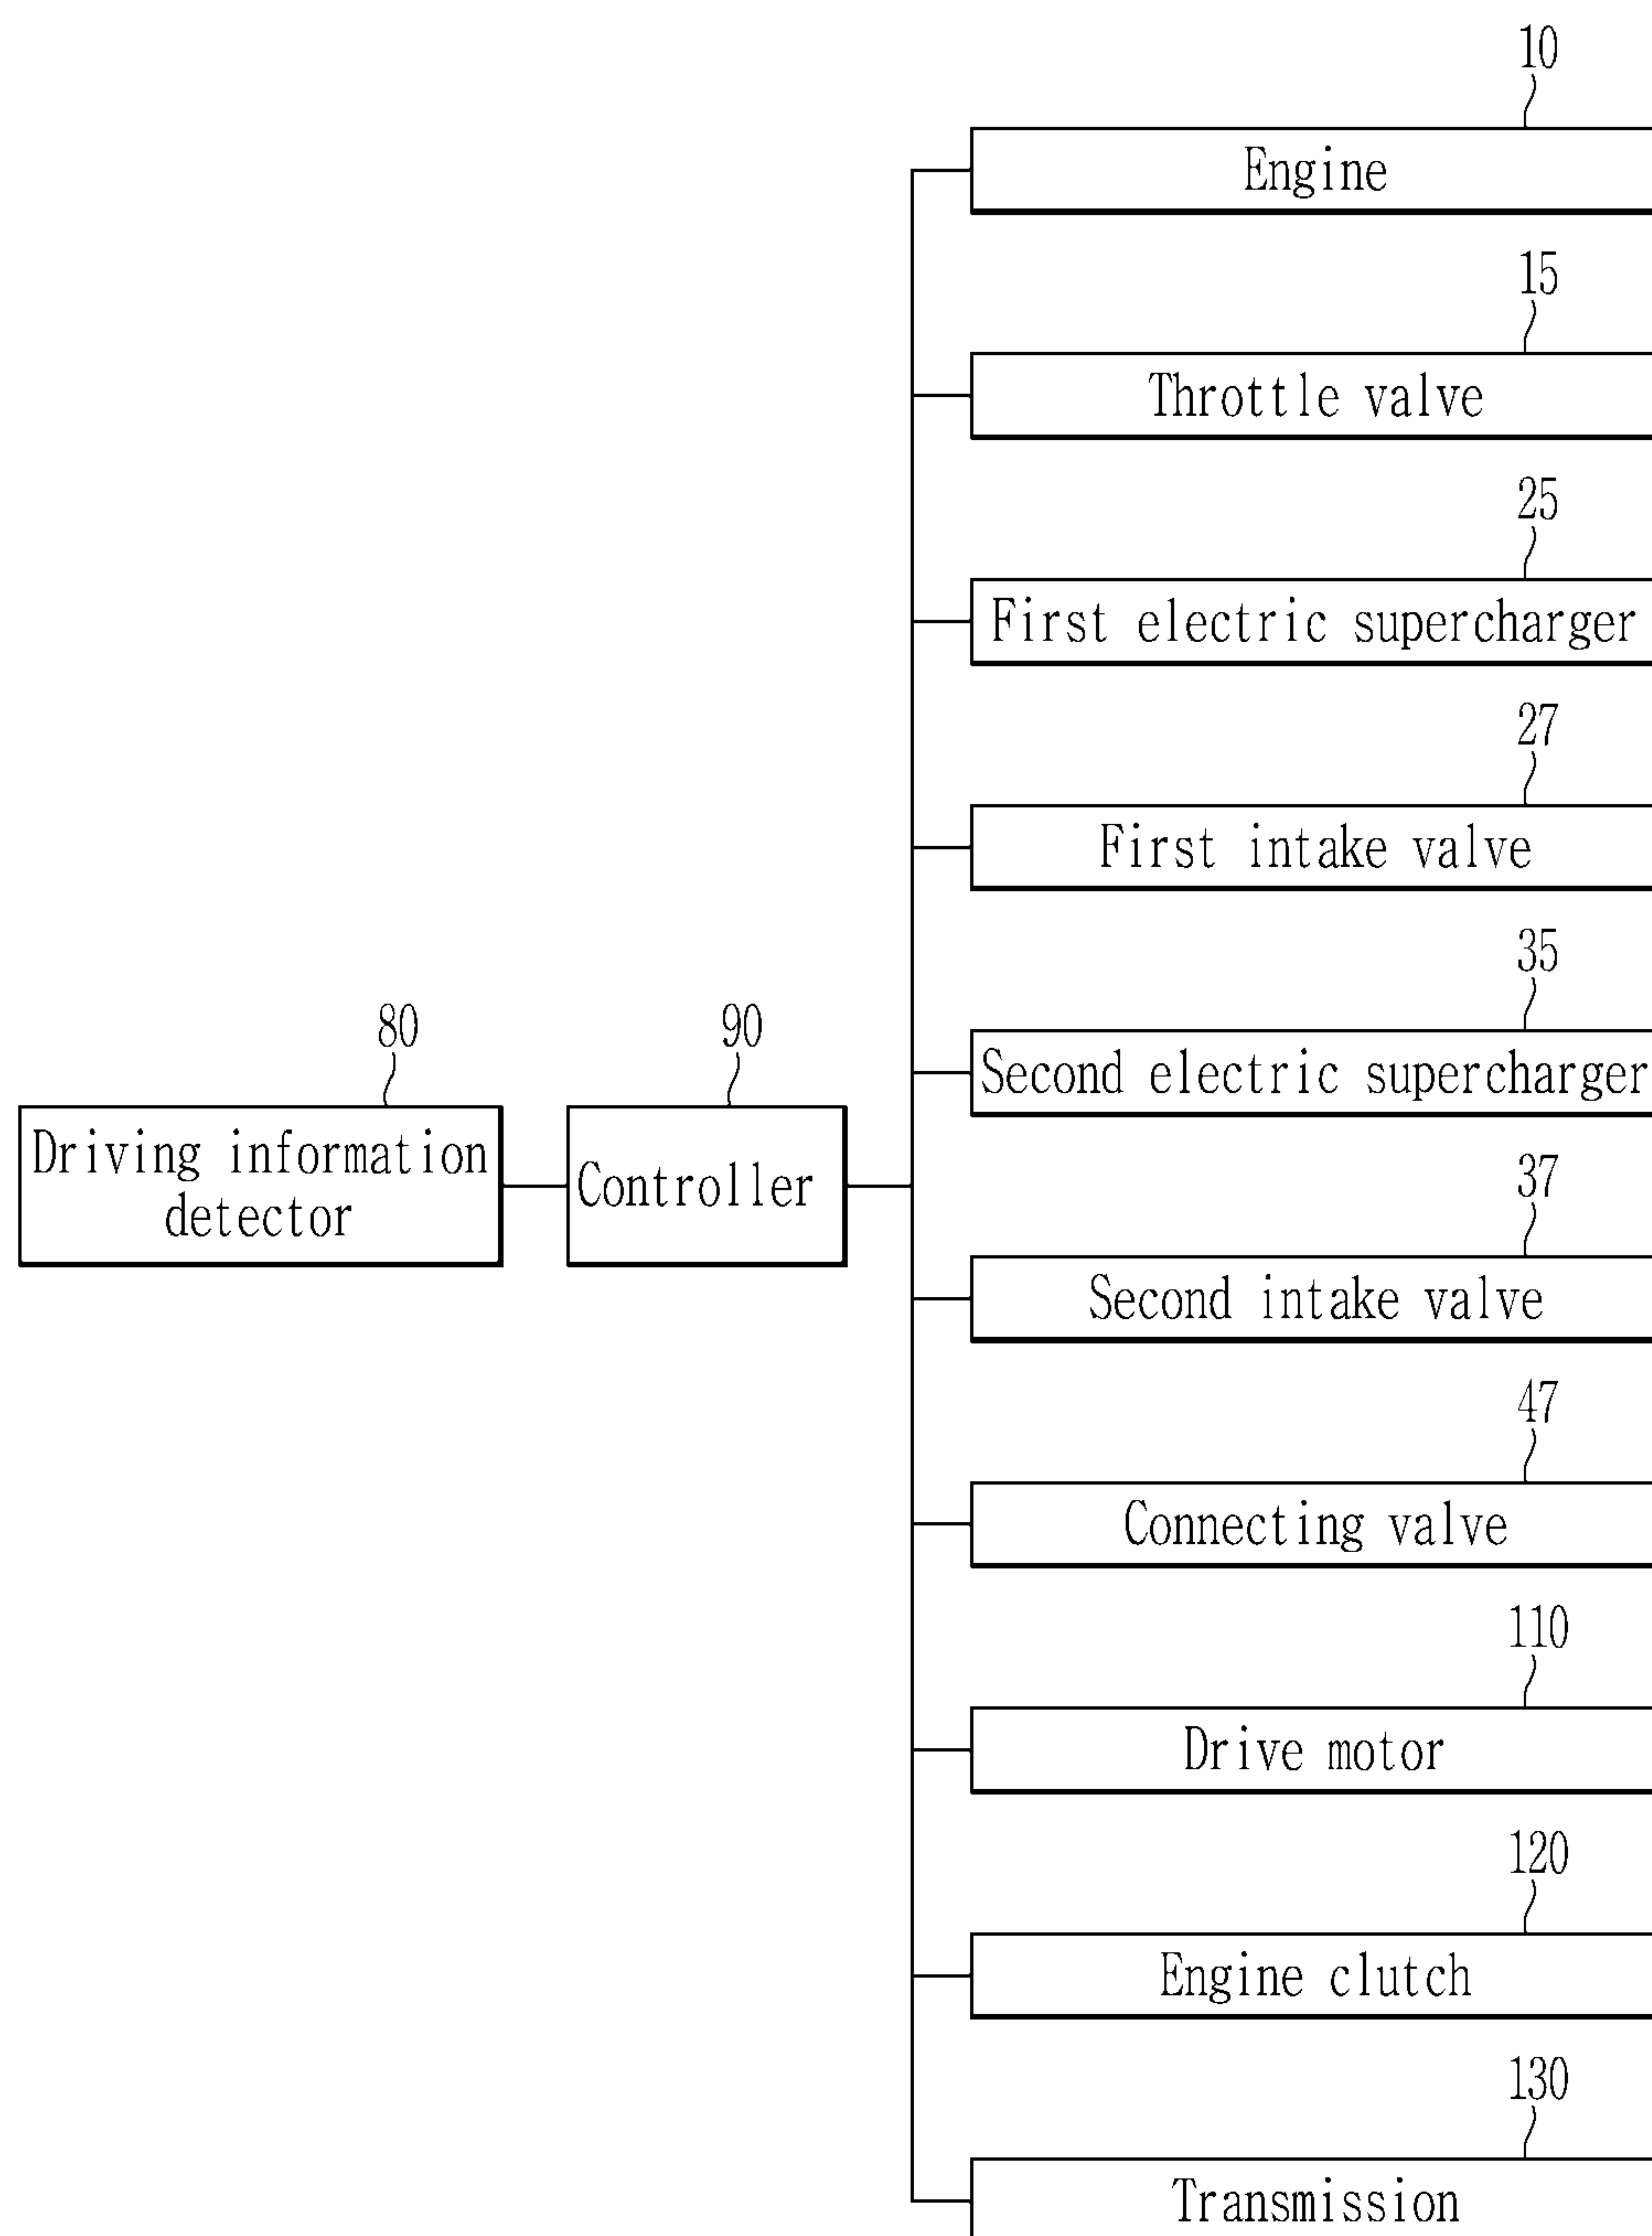 10
Engine
15
Throttle valve
25
First electric supercharger
27
First intake valve
35
Second electric supercharger
80
90
Driving information
detector
Controller
37
Second intake valve
47
Connecting valve
110
Drive motor
120
Engine clutch
130
Transmission